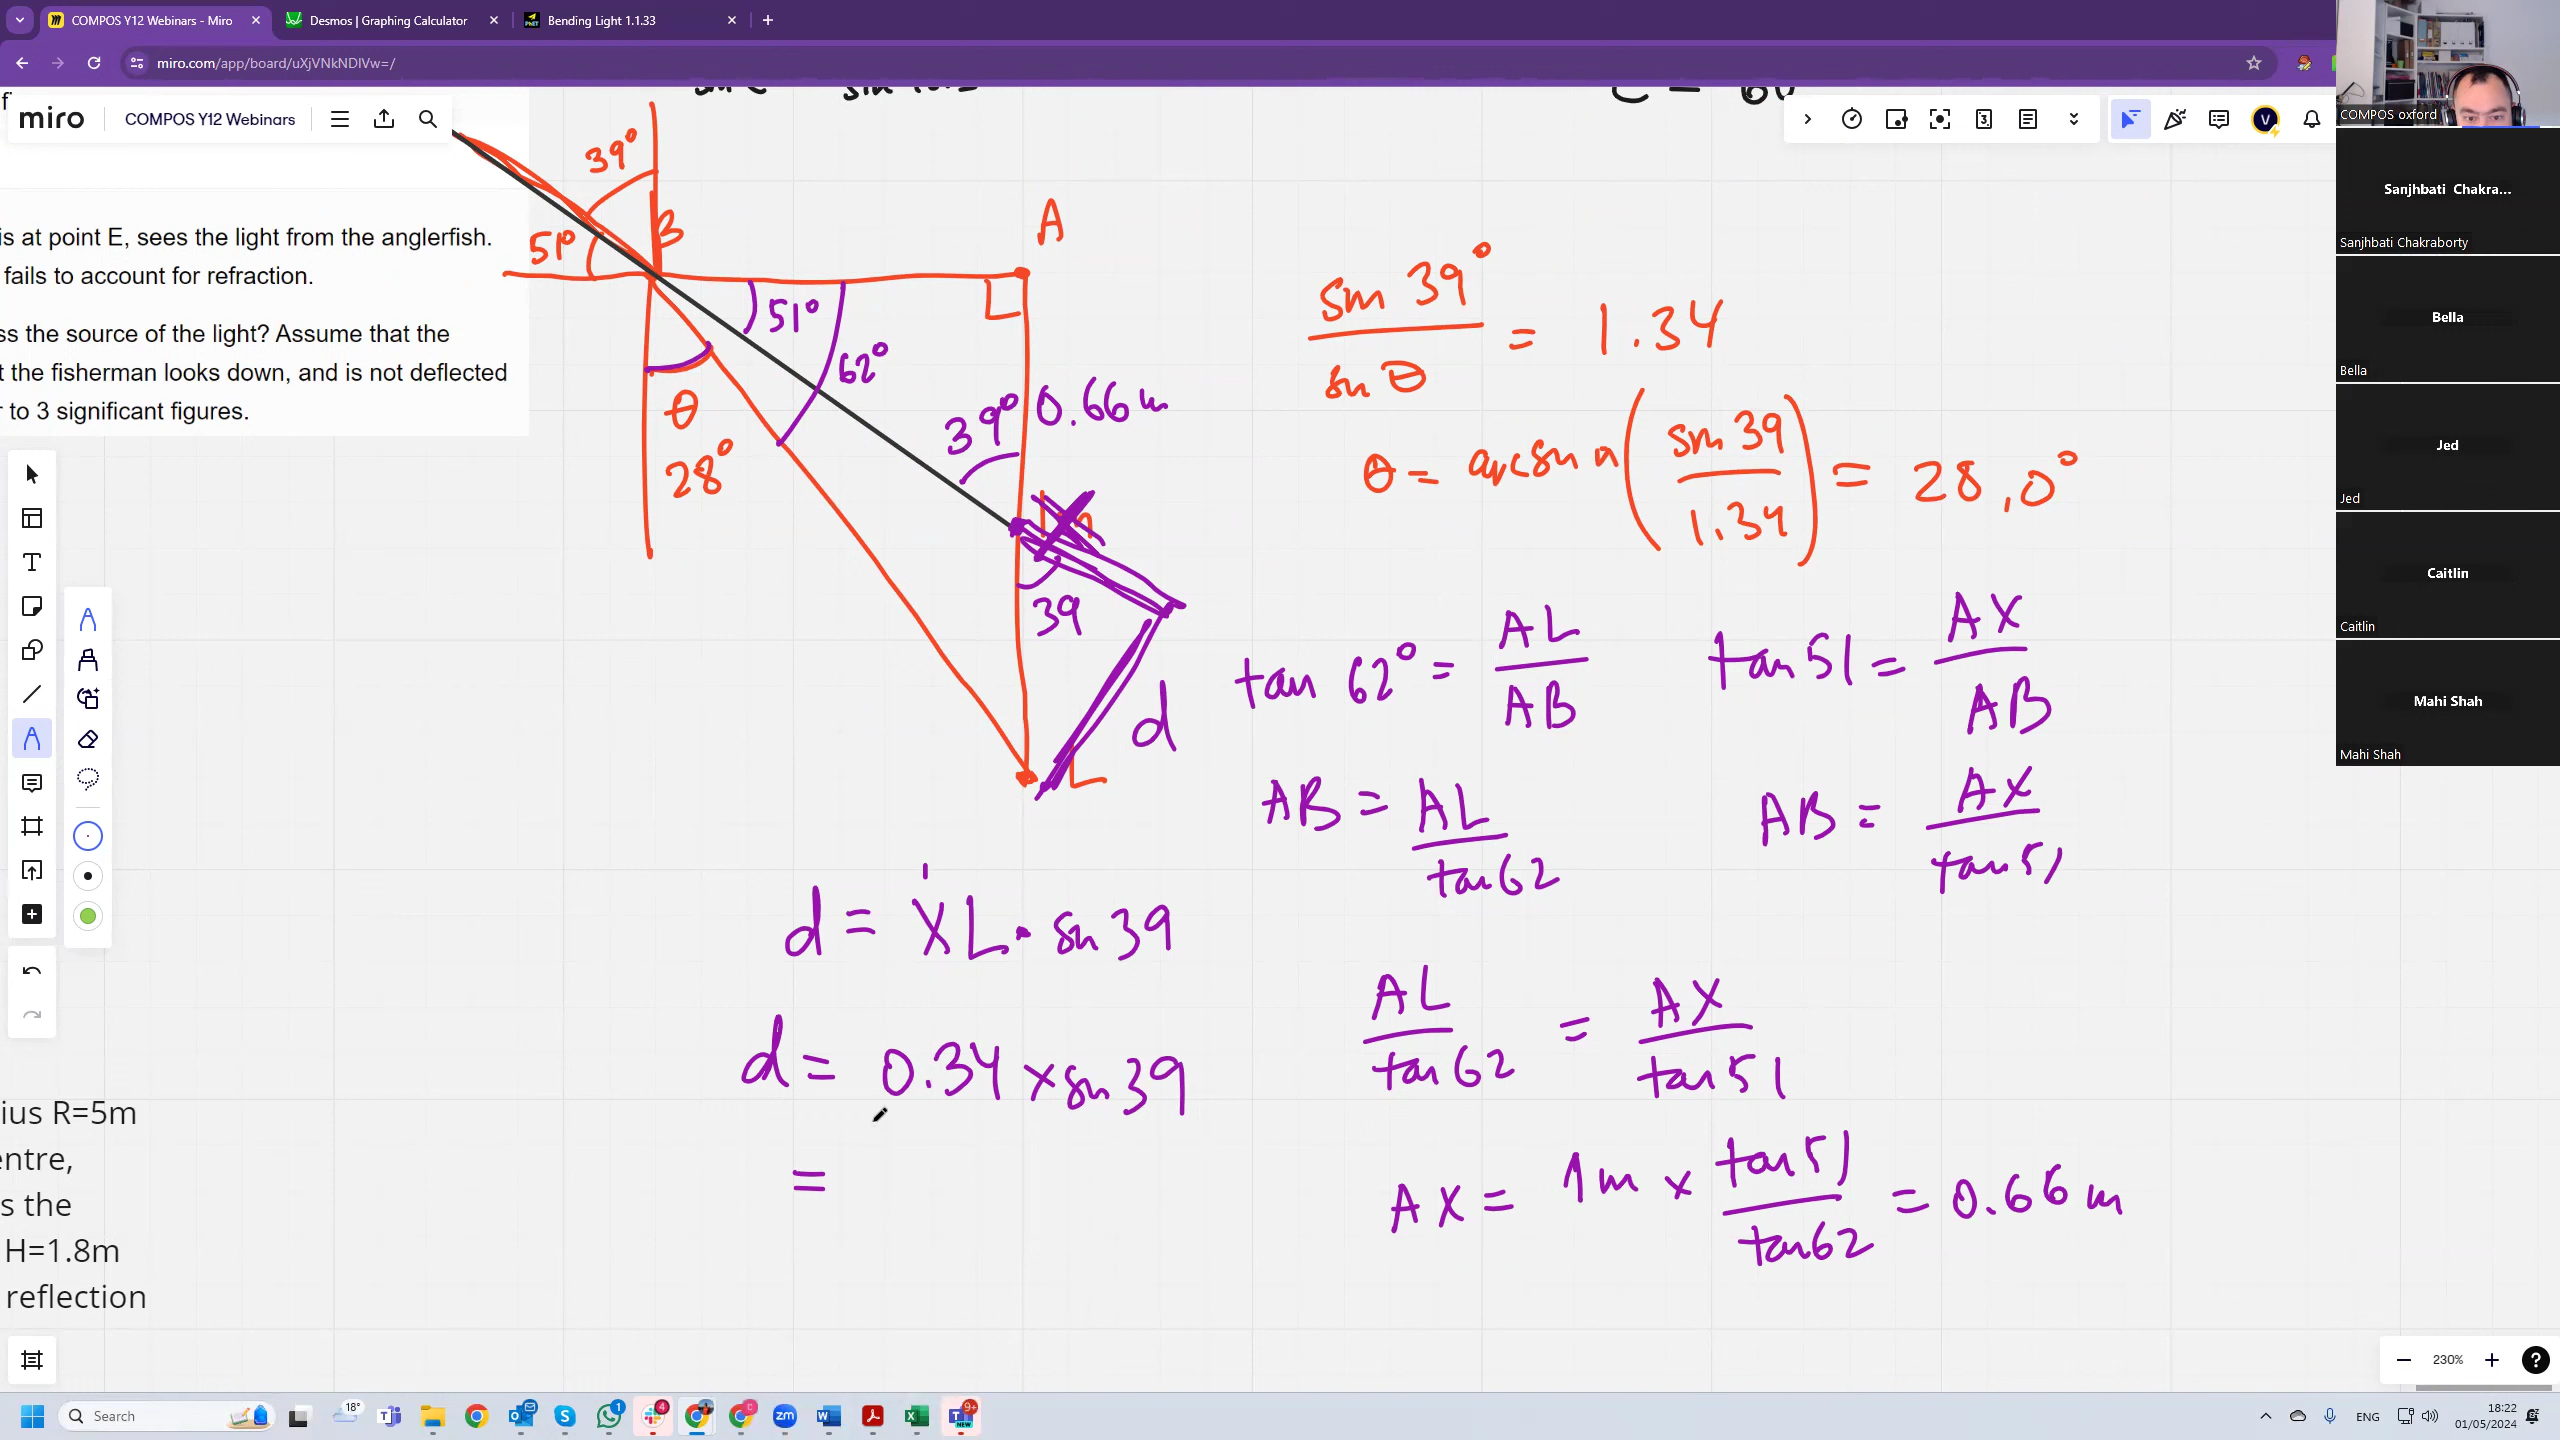 COMPOS Y12 Webinars - Miro
Desmos | Graphing Calculator
Bending Light 1.1.33
miro.com/app/board/uXjVNkNDIVw=/
miro
COMPOS Y12 Webinars
is at point E, sees the light from the anglerfish.
fails to account for refraction.
ss the source of the light? Assume that the
t the fisherman looks down, and is not deflected
r to 3 significant figures.
39°
51°
B
A
51°
62°
θ
28°
39°
0.66 m
39
d
L
sin 39° / sin θ = 1.34
θ = arcsin ( sin 39 / 1.34 ) = 28.0°
tan 62° = AL / AB
tan 51 = AX / AB
AB = AL / tan 62
AB = AX / tan 51
d = XL · sin 39
AL / tan 62 = AX / tan 51
d = 0.34 × sin 39
=
AX = 1m × tan 51 / tan 62 = 0.66 m
ius R=5m
entre,
s the
H=1.8m
reflection
COMPOS oxford
Sanjhbati Chakra...
Sanjhbati Chakraborty
Bella
Bella
Jed
Jed
Caitlin
Caitlin
Mahi Shah
Mahi Shah
230%
Search
18°
ENG
18:22
01/05/2024